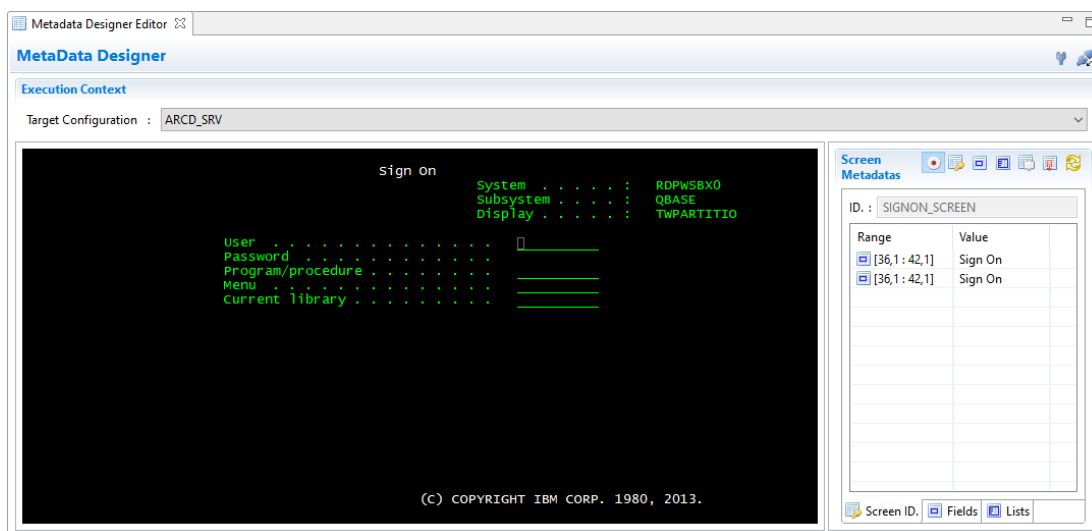 Metadata Designer Editor
MetaData Designer
Execution Context
Target Configuration : ARCD_SRV
Sign On
System . . . . . : RDPWSBXO
Subsystem . . . . : QBASE
Display . . . . . : TWPARTITIO
User . . . . . . . . . . . . . .
Password . . . . . . . . . . . .
Program/procedure . . . . . . . .
Menu . . . . . . . . . . . . . .
Current library . . . . . . . . .
(C) COPYRIGHT IBM CORP. 1980, 2013.
Screen Metadatas
ID. : SIGNON_SCREEN
Range Value
[36,1 : 42,1] Sign On
[36,1 : 42,1] Sign On
Screen ID. Fields Lists